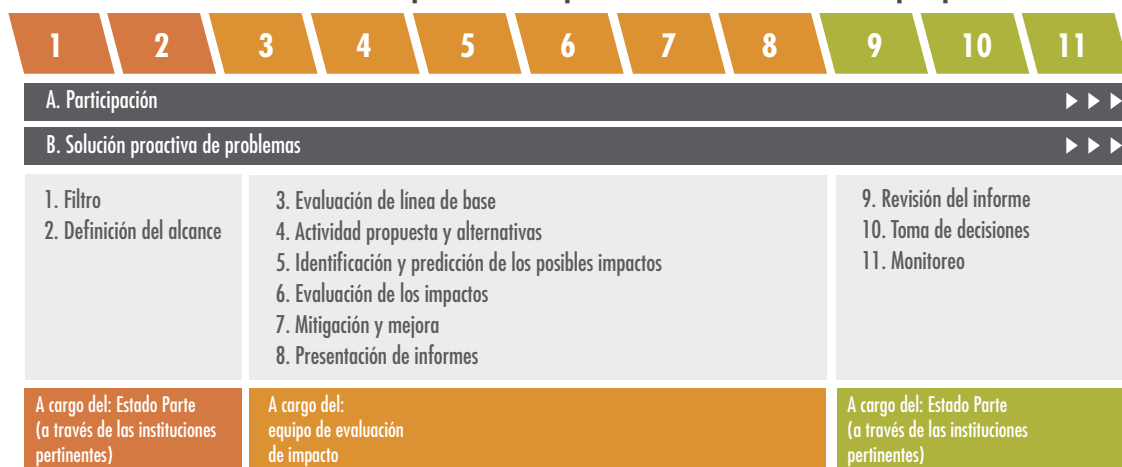 1 2 3 4 5 6 7 8 9 10 11
A. Participación
B. Solución proactiva de problemas
1. Filtro
2. Definición del alcance
3. Evaluación de línea de base
4. Actividad propuesta y alternativas
5. Identificación y predicción de los posibles impactos
6. Evaluación de los impactos
7. Mitigación y mejora
8. Presentación de informes
9. Revisión del informe
10. Toma de decisiones
11. Monitoreo
A cargo del: Estado Parte
(a través de las instituciones
pertinentes)
A cargo del:
equipo de evaluación
de impacto
A cargo del: Estado Parte
(a través de las instituciones
pertinentes)